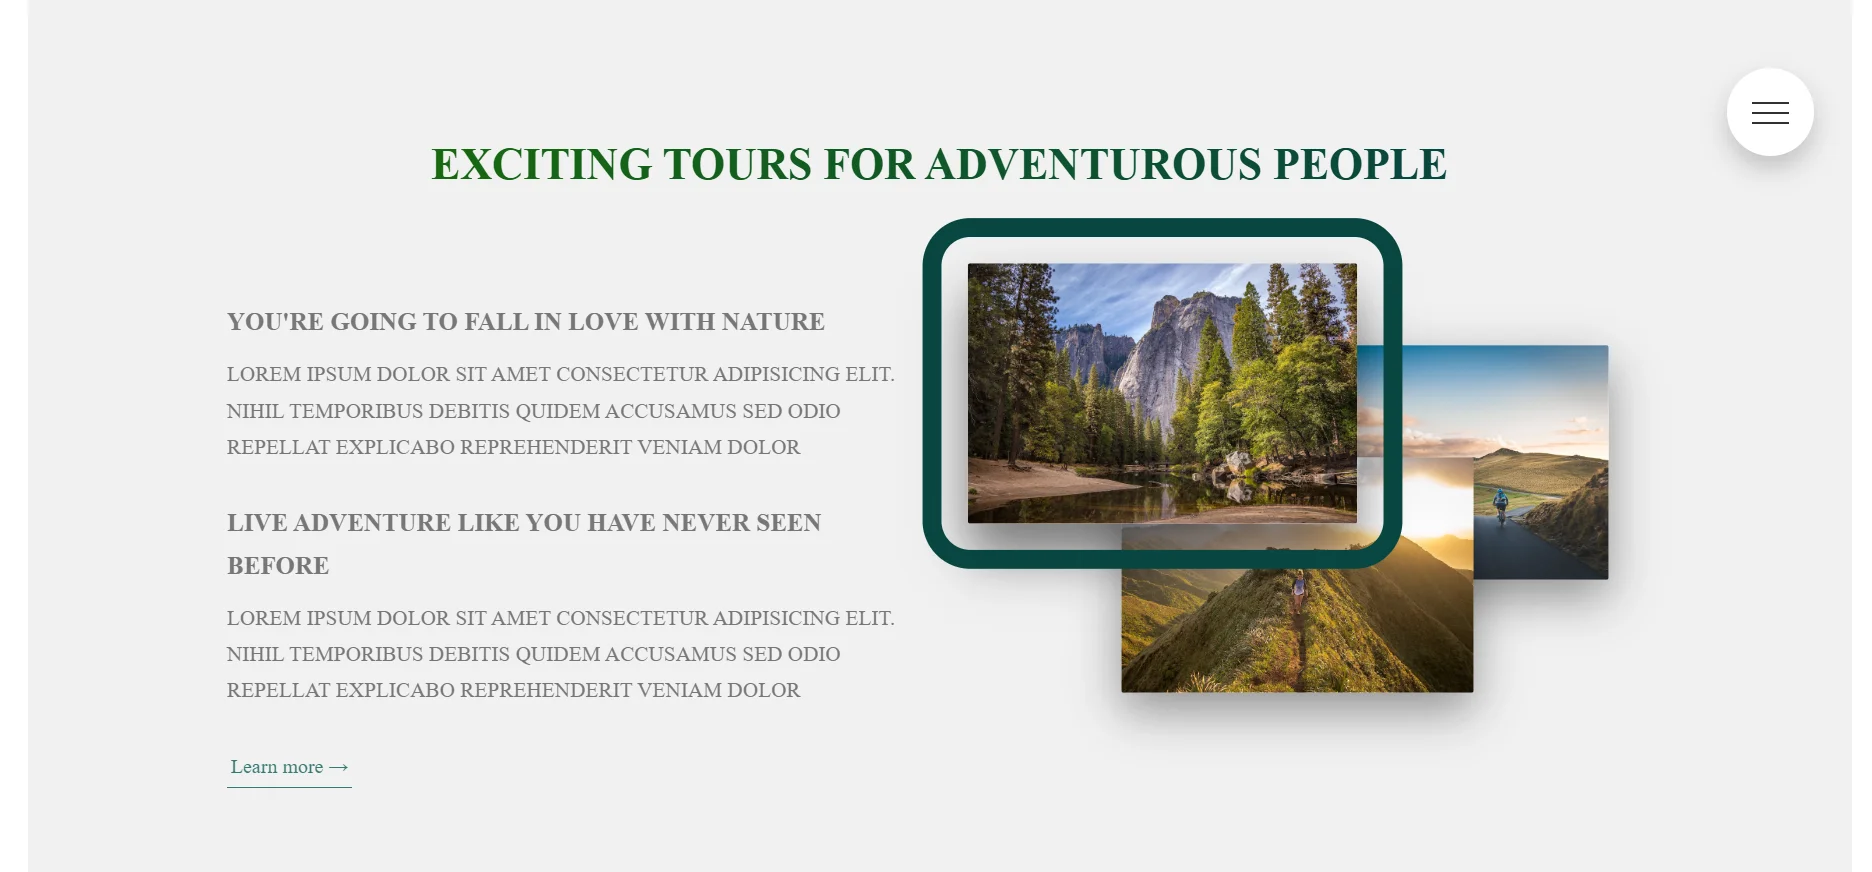 EXCITING TOURS FOR ADVENTUROUS PEOPLE
YOU'RE GOING TO FALL IN LOVE WITH NATURE
LOREM IPSUM DOLOR SIT AMET CONSECTETUR ADIPISICING ELIT.
NIHIL TEMPORIBUS DEBITIS QUIDEM ACCUSAMUS SED ODIO
REPELLAT EXPLICABO REPREHENDERIT VENIAM DOLOR
LIVE ADVENTURE LIKE YOU HAVE NEVER SEEN
BEFORE
LOREM IPSUM DOLOR SIT AMET CONSECTETUR ADIPISICING ELIT.
NIHIL TEMPORIBUS DEBITIS QUIDEM ACCUSAMUS SED ODIO
REPELLAT EXPLICABO REPREHENDERIT VENIAM DOLOR
Learn more →